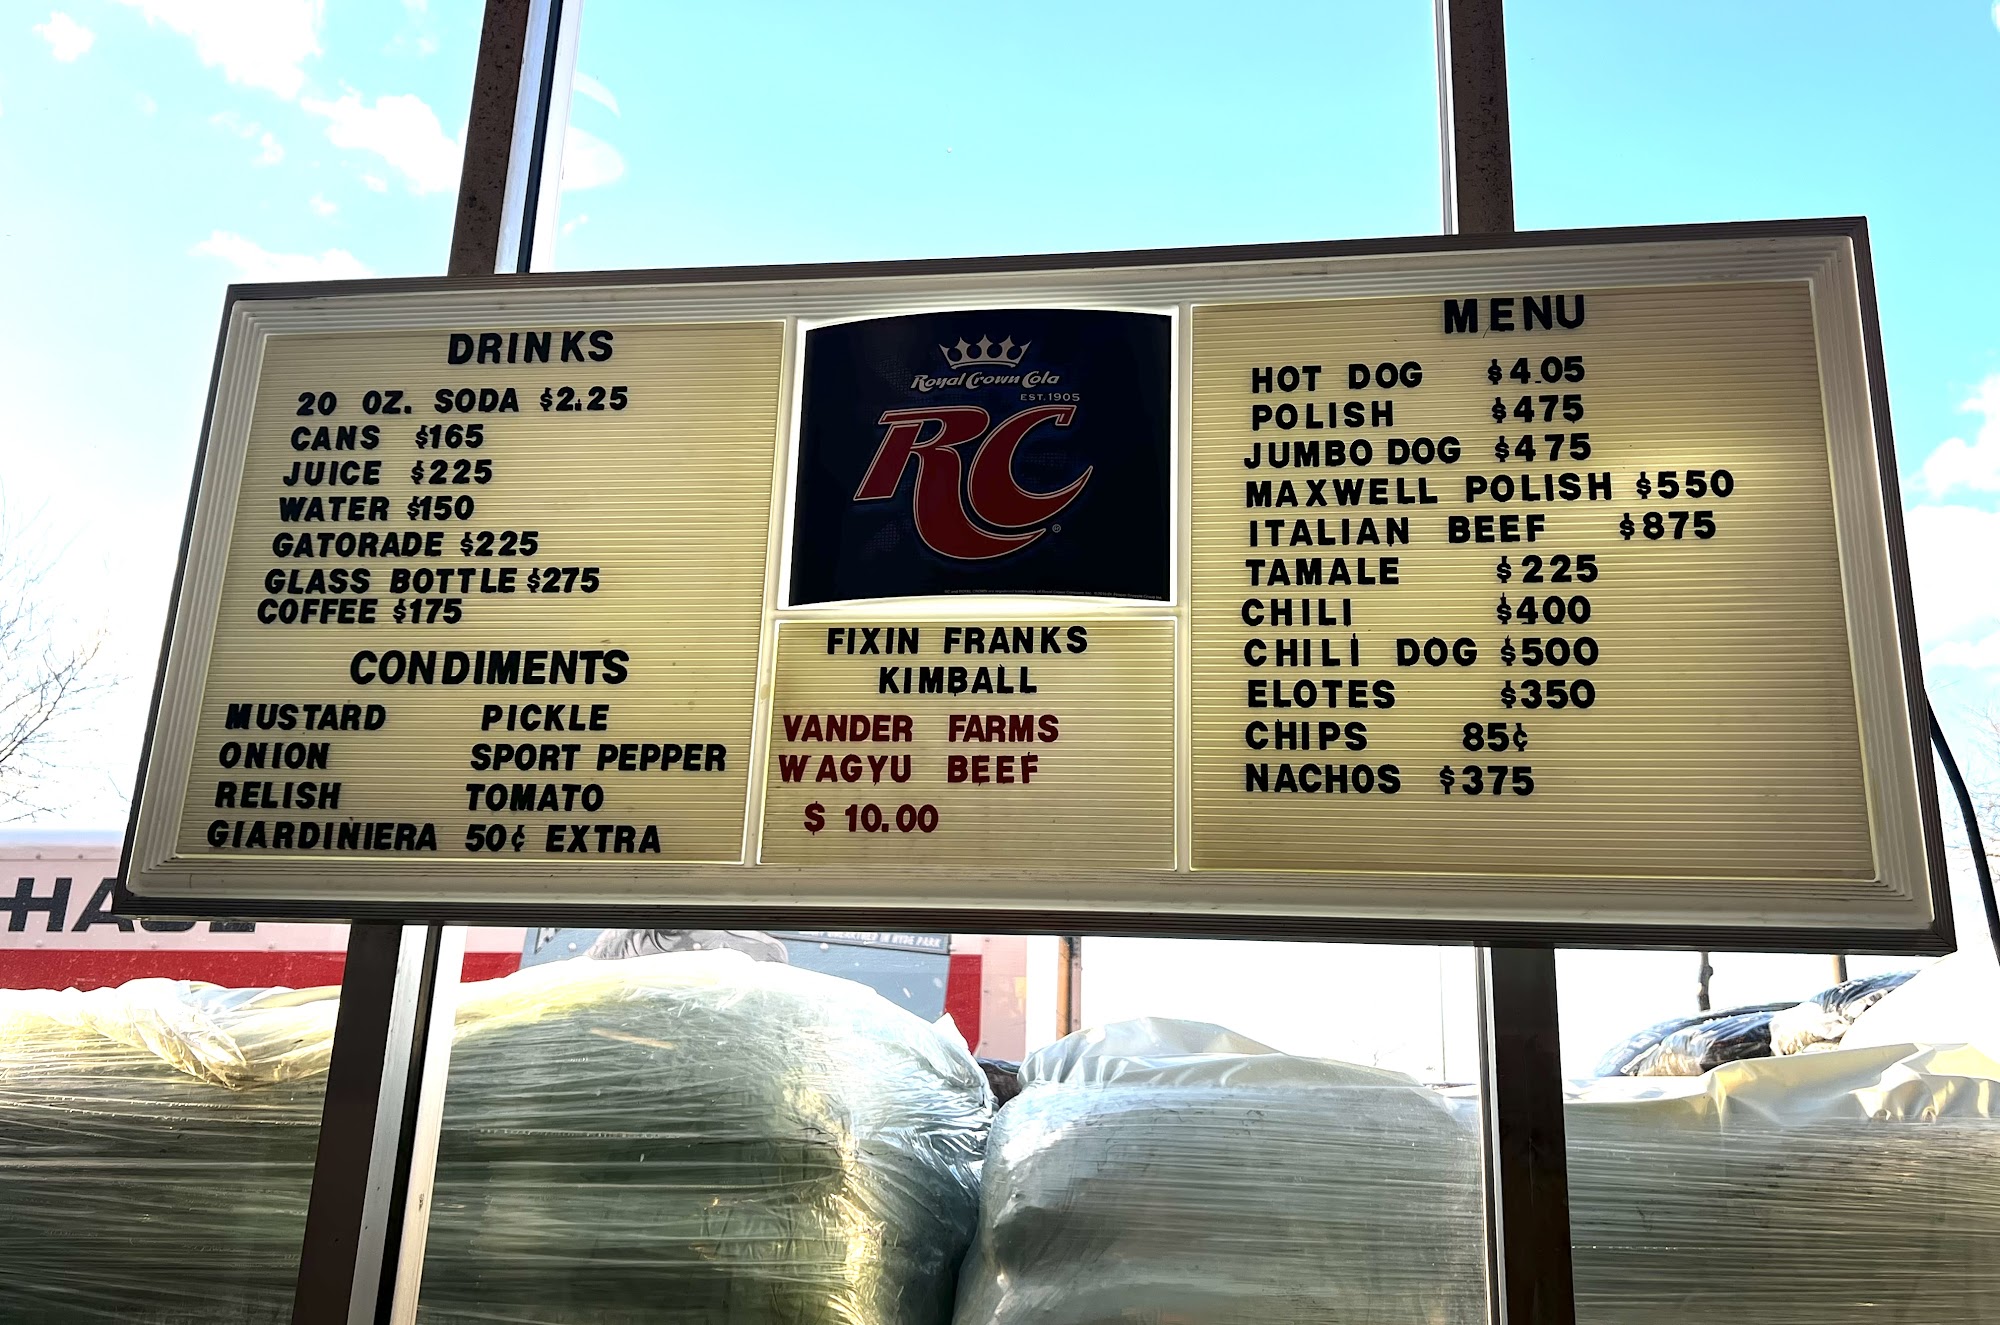 DRINKS
20 OZ. SODA $2.25
CANS $165
JUICE $225
WATER $150
GATORADE $225
GLASS BOTTLE $275
COFFEE $175
CONDIMENTS
MUSTARD PICKLE
ONION SPORT PEPPER
RELISH TOMATO
GIARDINIERA 50¢ EXTRA
Royal Crown Cola
EST. 1905
RC
®
FIXIN FRANKS
KIMBALL
VANDER FARMS
WAGYU BEEF
$ 10.00
MENU
HOT DOG $4.05
POLISH $475
JUMBO DOG $475
MAXWELL POLISH $550
ITALIAN BEEF $875
TAMALE $225
CHILI $400
CHILI DOG $500
ELOTES $350
CHIPS 85¢
NACHOS $375
IN HYDE PARK